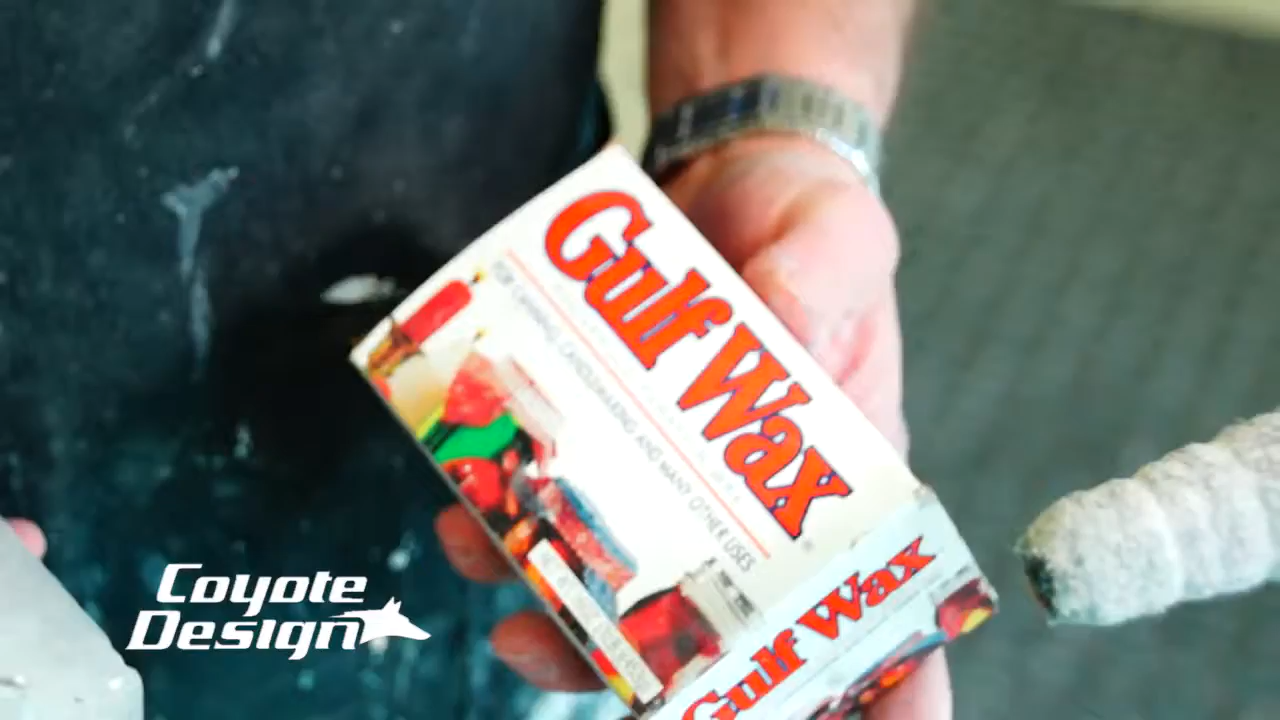 Gulf Wax
FOR CANNING, CANDLEMAKING AND MANY OTHER USES
Gulf Wax
Coyote
Design